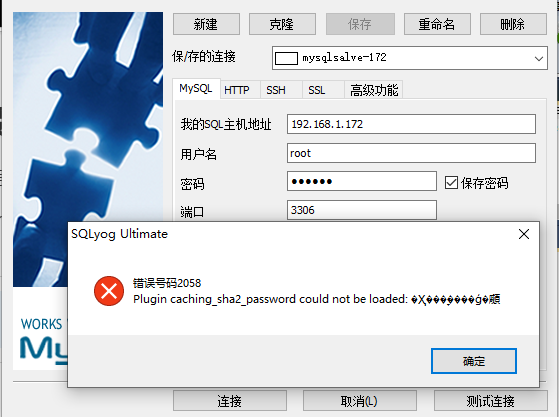 新建 克隆 保存 重命名 删除
保/存的连接 mysqlsalve-172
MySQL HTTP SSH SSL 高级功能
我的SQL主机地址 192.168.1.172
用户名 root
密码 ●●●●●● 保存密码
端口 3306
SQLyog Ultimate
错误号码2058
Plugin caching_sha2_password could not be loaded:
确定
WORKS
My
连接 取消(L) 测试连接